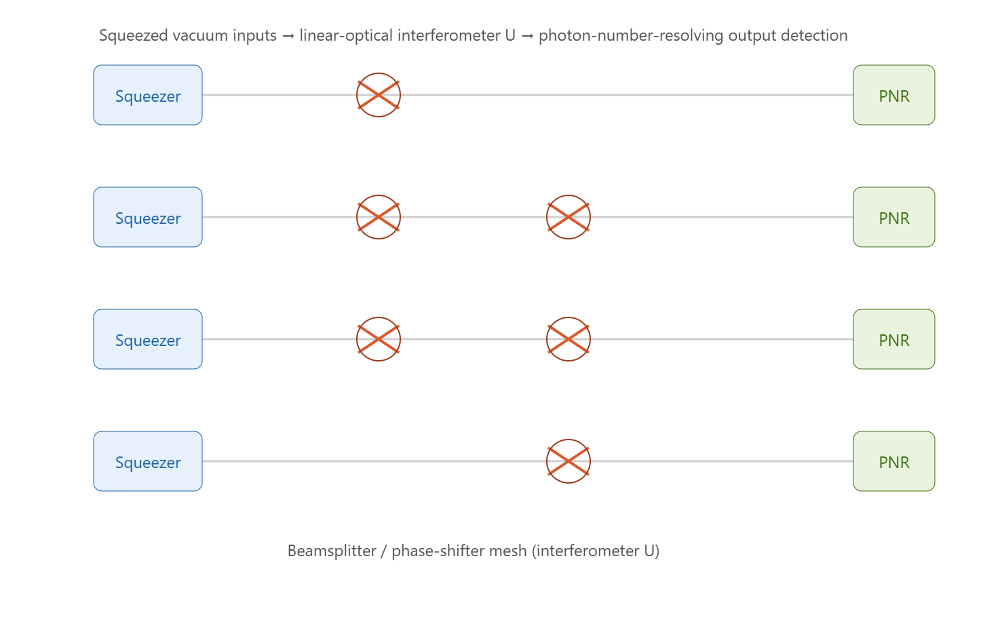 Squeezed vacuum inputs → linear-optical interferometer U → photon-number-resolving output detection
Squeezer
PNR
Squeezer
PNR
Squeezer
PNR
Squeezer
PNR
Beamsplitter / phase-shifter mesh (interferometer U)